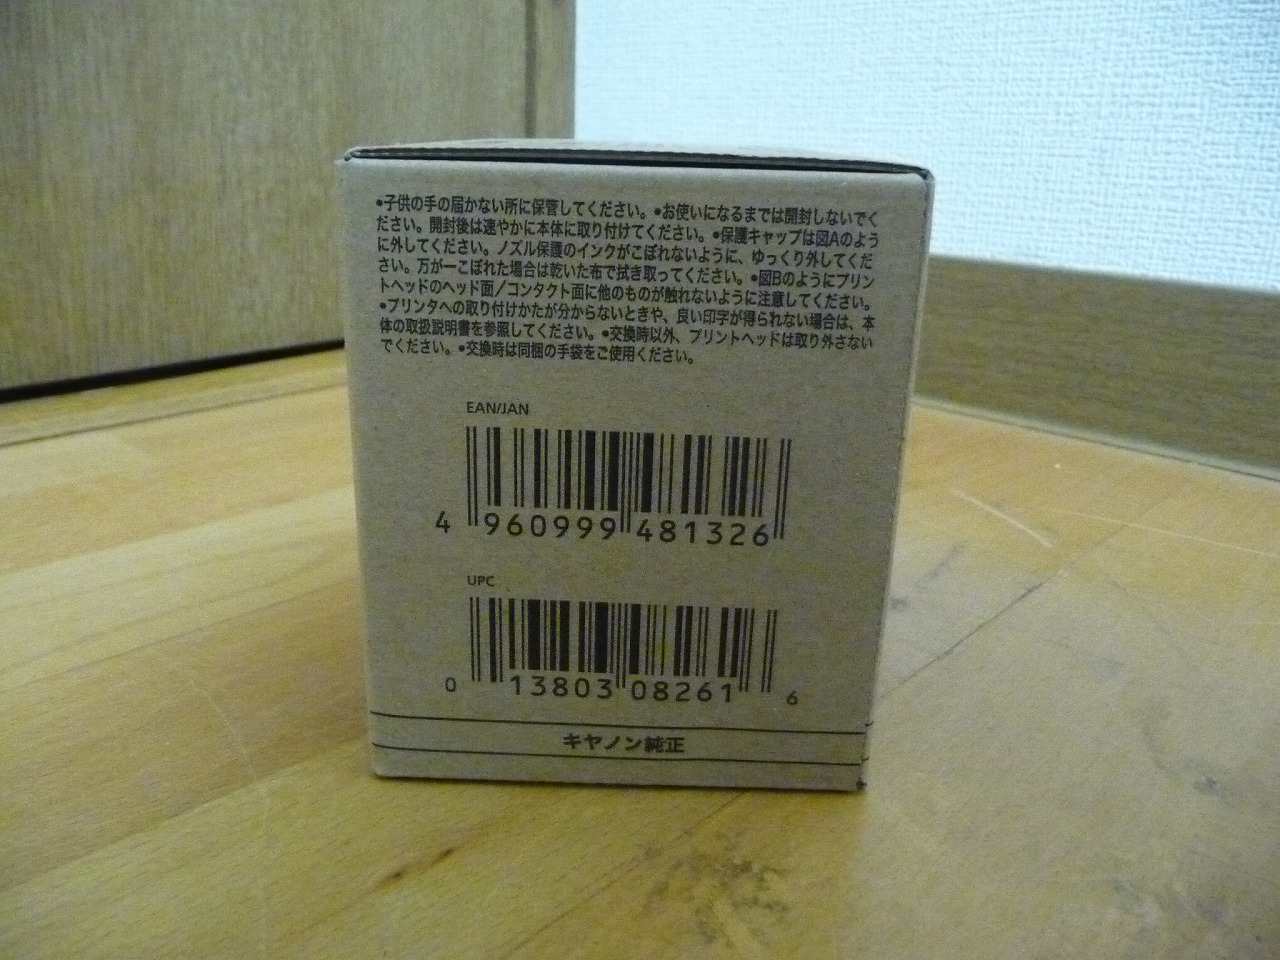 •子供の手の届かない所に保管してください。•お使いになるまでは開封しないでく
ださい。開封後は速やかに本体に取り付けてください。•保護キャップは図Aのよう
に外してください。ノズル保護のインクがこぼれないように、ゆっくり外してくだ
さい。万が一こぼれた場合は乾いた布で拭き取ってください。•図Bのようにプリン
トヘッドのヘッド面／コンタクト面に他のものが触れないように注意してください。
•プリンタへの取り付けかたが分からないときや、良い印字が得られない場合は、本
体の取扱説明書を参照してください。•交換時以外、プリントヘッドは取り外さない
でください。•交換時は同梱の手袋をご使用ください。
EAN/JAN
4 960999 481326
UPC
0 13803 08261 6
キヤノン純正